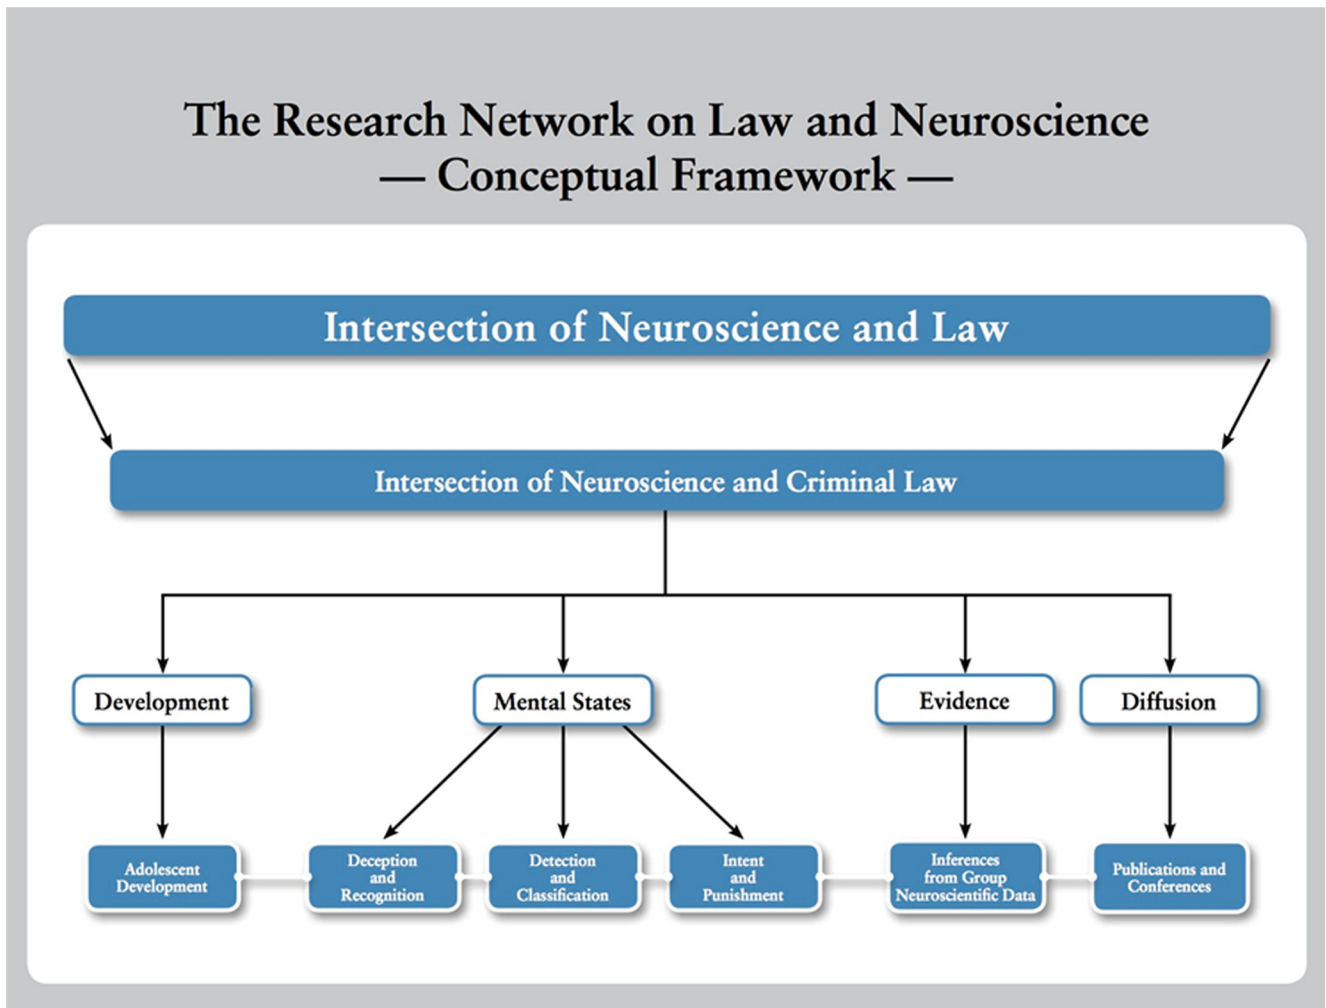 The Research Network on Law and Neuroscience
— Conceptual Framework —
Intersection of Neuroscience and Law
Intersection of Neuroscience and Criminal Law
Development
Mental States
Evidence
Diffusion
Adolescent
Development
Deception
and
Recognition
Detection
and
Classification
Intent
and
Punishment
Inferences
from Group
Neuroscientific Data
Publications and
Conferences